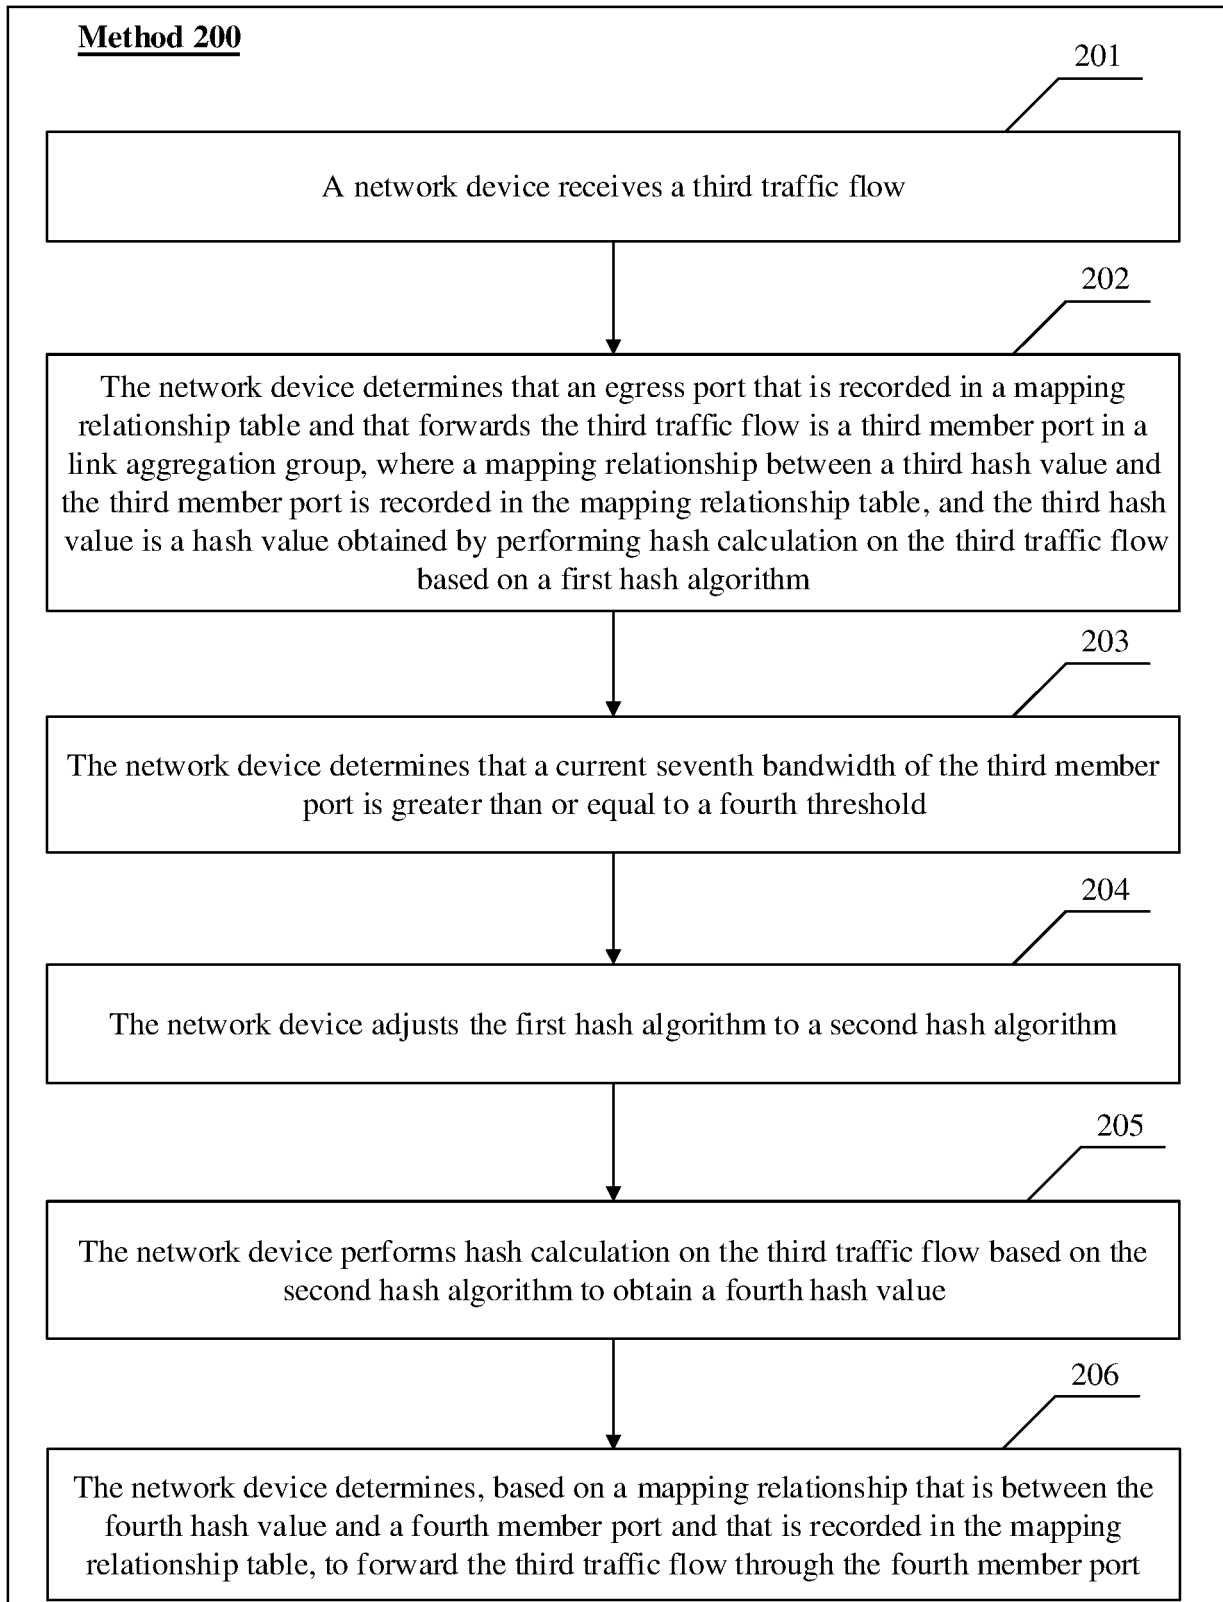 Method 200
201
A network device receives a third traffic flow
202
The network device determines that an egress port that is recorded in a mapping
relationship table and that forwards the third traffic flow is a third member port in a
link aggregation group, where a mapping relationship between a third hash value and
the third member port is recorded in the mapping relationship table, and the third hash
value is a hash value obtained by performing hash calculation on the third traffic flow
based on a first hash algorithm
203
The network device determines that a current seventh bandwidth of the third member
port is greater than or equal to a fourth threshold
204
The network device adjusts the first hash algorithm to a second hash algorithm
205
The network device performs hash calculation on the third traffic flow based on the
second hash algorithm to obtain a fourth hash value
206
The network device determines, based on a mapping relationship that is between the
fourth hash value and a fourth member port and that is recorded in the mapping
relationship table, to forward the third traffic flow through the fourth member port